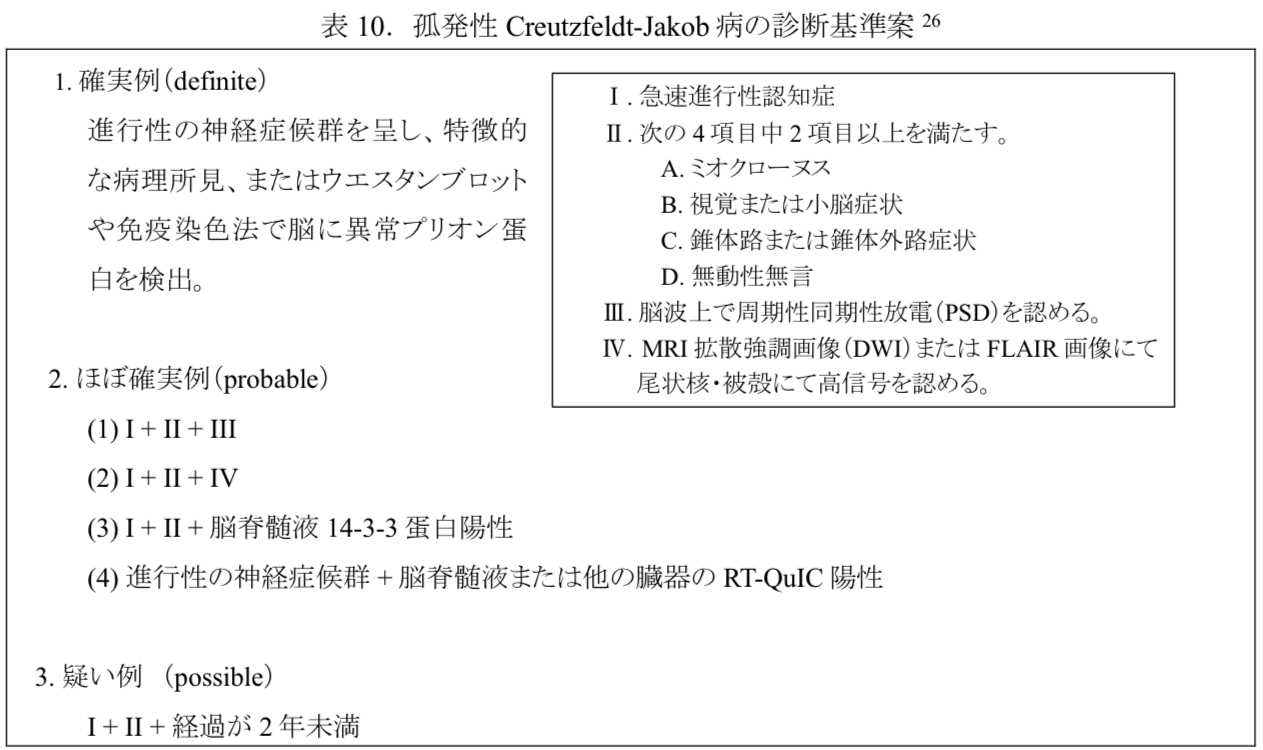 表 10．孤発性 Creutzfeldt-Jakob 病の診断基準案 26
1. 確実例（definite）
進行性の神経症候群を呈し、特徴的
な病理所見、またはウエスタンブロット
や免疫染色法で脳に異常プリオン蛋
白を検出。
Ⅰ. 急速進行性認知症
Ⅱ. 次の 4 項目中 2 項目以上を満たす。
A. ミオクローヌス
B. 視覚または小脳症状
C. 錐体路または錐体外路症状
D. 無動性無言
Ⅲ. 脳波上で周期性同期性放電（PSD）を認める。
Ⅳ. MRI 拡散強調画像（DWI）または FLAIR 画像にて
尾状核・被殻にて高信号を認める。
2. ほぼ確実例（probable）
(1) I + II + III
(2) I + II + IV
(3) I + II + 脳脊髄液 14-3-3 蛋白陽性
(4) 進行性の神経症候群 + 脳脊髄液または他の臓器の RT-QuIC 陽性
3. 疑い例 （possible）
I + II + 経過が 2 年未満